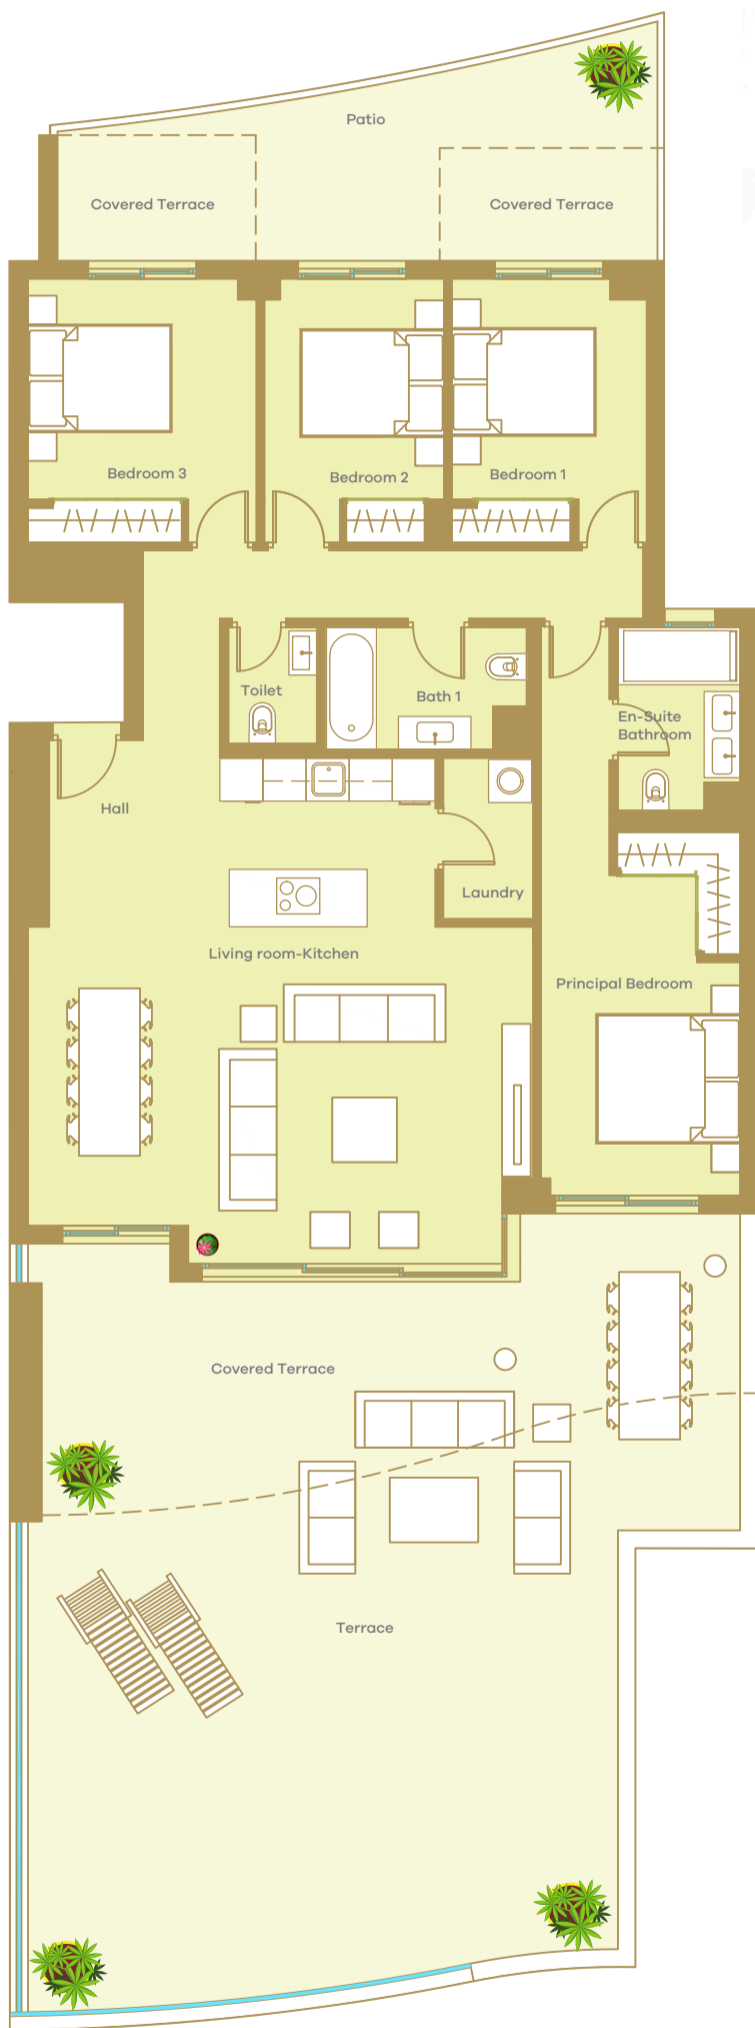 Patio
Covered Terrace
Covered Terrace
Bedroom 3
Bedroom 2
Bedroom 1
Toilet
Bath 1
En-Suite
Bathroom
Hall
Laundry
Living room-Kitchen
Principal Bedroom
Covered Terrace
Terrace